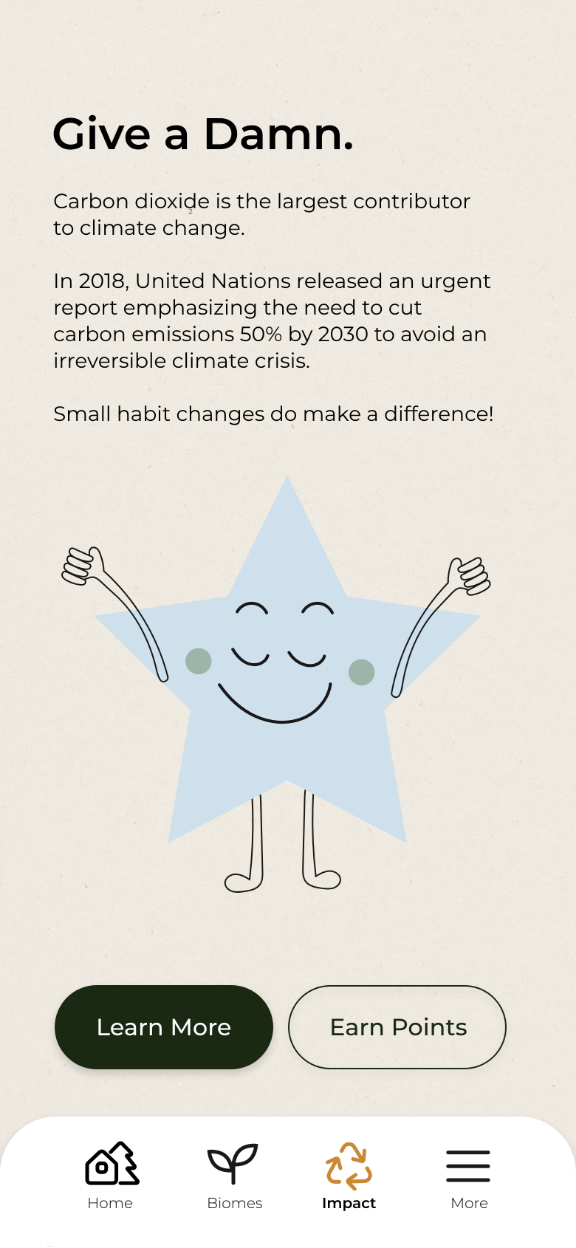 Give a Damn.
Carbon dioxide is the largest contributor
to climate change.
In 2018, United Nations released an urgent
report emphasizing the need to cut
carbon emissions 50% by 2030 to avoid an
irreversible climate crisis.
Small habit changes do make a difference!
Learn More
Earn Points
Home
Biomes
Impact
More